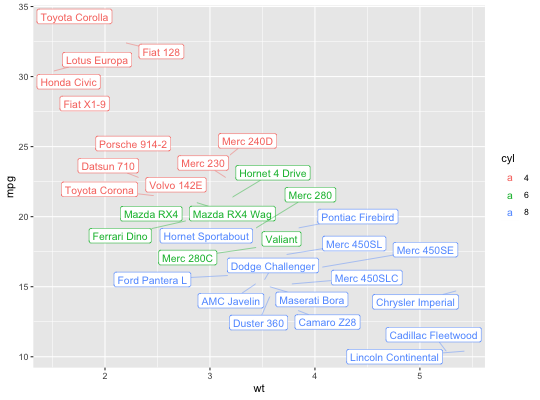 35
Toyota Corolla
Fiat 128
Lotus Europa
30
Honda Civic
Fiat X1-9
Merc 240D
Porsche 914-2
25
Merc 230
Datsun 710
Hornet 4 Drive
Volvo 142E
Toyota Corona
Merc 280
Mazda RX4
Mazda RX4 Wag
Pontiac Firebird
20
Ferrari Dino
Hornet Sportabout
Valiant
Merc 450SL
Merc 450SE
Merc 280C
Dodge Challenger
Ford Pantera L
Merc 450SLC
15
AMC Javelin
Maserati Bora
Chrysler Imperial
Duster 360
Camaro Z28
Cadillac Fleetwood
10
Lincoln Continental
mpg
2
3
4
5
wt
cyl
a 4
a 6
a 8